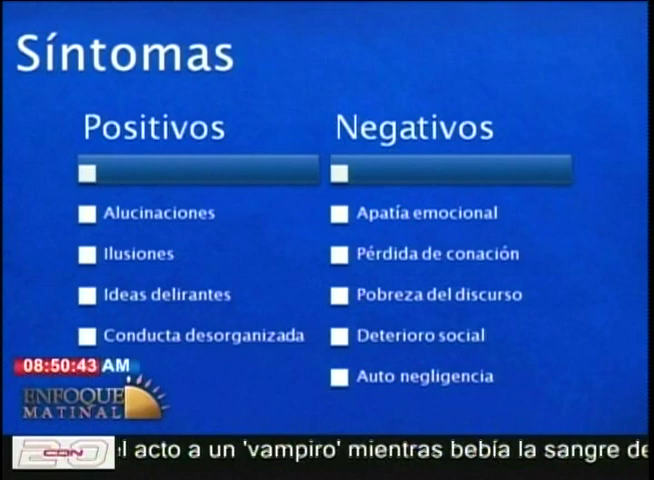 Síntomas
Positivos
Negativos
Alucinaciones
Apatía emocional
Ilusiones
Pérdida de conación
Ideas delirantes
Pobreza del discurso
Conducta desorganizada
Deterioro social
08:50:43 AM
Auto negligencia
ENFOQUE
MATINAL
CDN
el acto a un 'vampiro' mientras bebía la sangre de